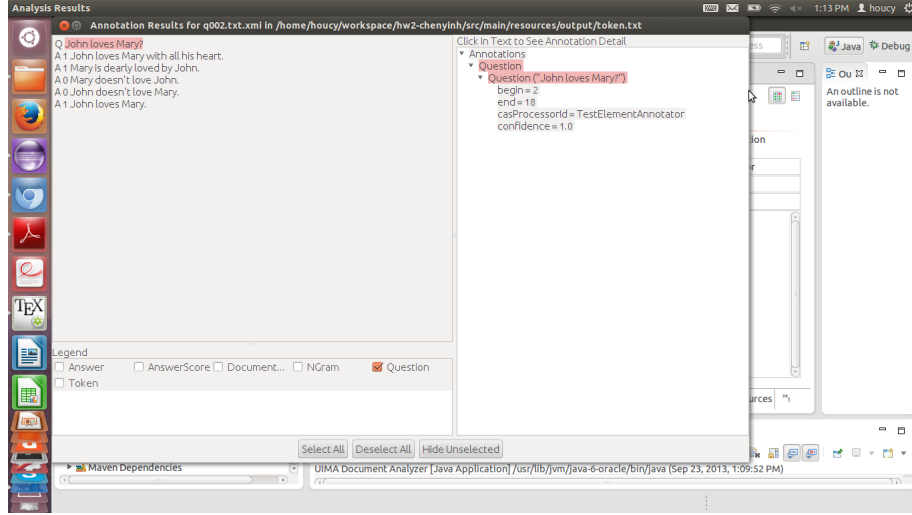 Analysis Results
1:13 PM houcy
Annotation Results for q002.txt.xmi in /home/houcy/workspace/hw2-chenyinh/src/main/resources/output/token.txt
Q John loves Mary?
A 1 John loves Mary with all his heart.
A 1 Mary is dearly loved by John.
A 0 Mary doesn't love John.
A 0 John doesn't love Mary.
A 1 John loves Mary.
Click In Text to See Annotation Detail
Annotations
Question
Question ("John loves Mary?")
begin = 2
end = 18
casProcessorId = TestElementAnnotator
confidence = 1.0
Legend
Answer
AnswerScore
Document...
NGram
Question
Token
Select All
Deselect All
Hide Unselected
ess
Java
Debug
Ou
An outline is not
available.
ion
r
urces
»1
TEX
Maven Dependencies
UIMA Document Analyzer [Java Application] /usr/lib/jvm/java-6-oracle/bin/java (Sep 23, 2013, 1:09:52 PM)